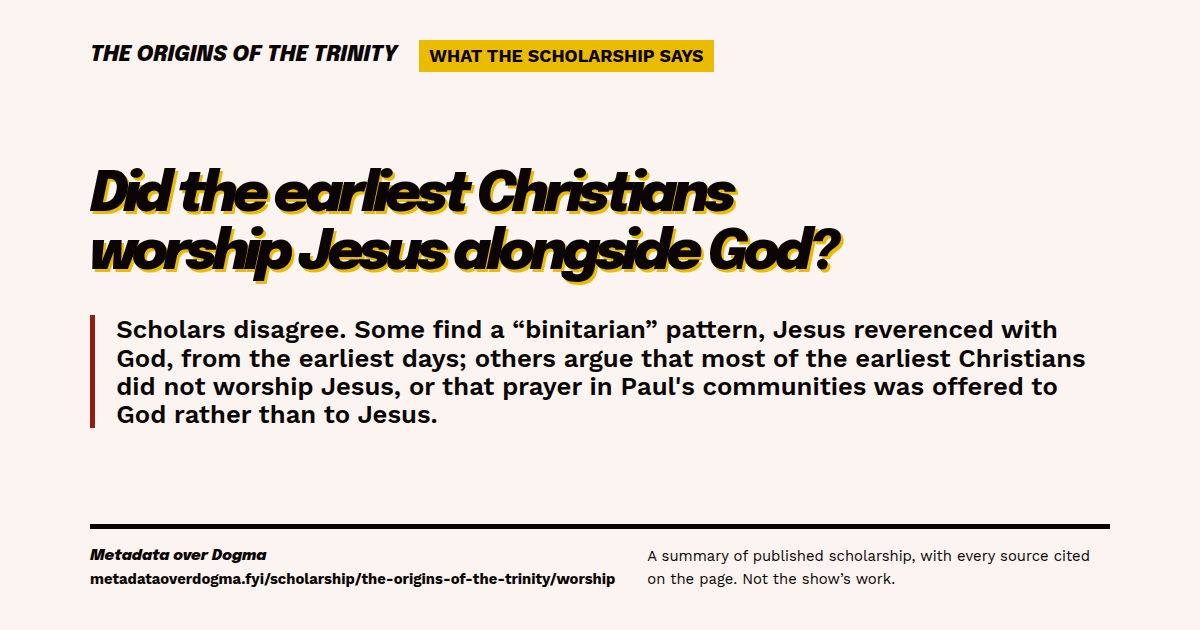 THE ORIGINS OF THE TRINITY
WHAT THE SCHOLARSHIP SAYS
Did the earliest Christians
worship Jesus alongside God?
Scholars disagree. Some find a “binitarian” pattern, Jesus reverenced with
God, from the earliest days; others argue that most of the earliest Christians
did not worship Jesus, or that prayer in Paul's communities was offered to
God rather than to Jesus.
Metadata over Dogma
metadataoverdogma.fyi/scholarship/the-origins-of-the-trinity/worship
A summary of published scholarship, with every source cited
on the page. Not the show’s work.